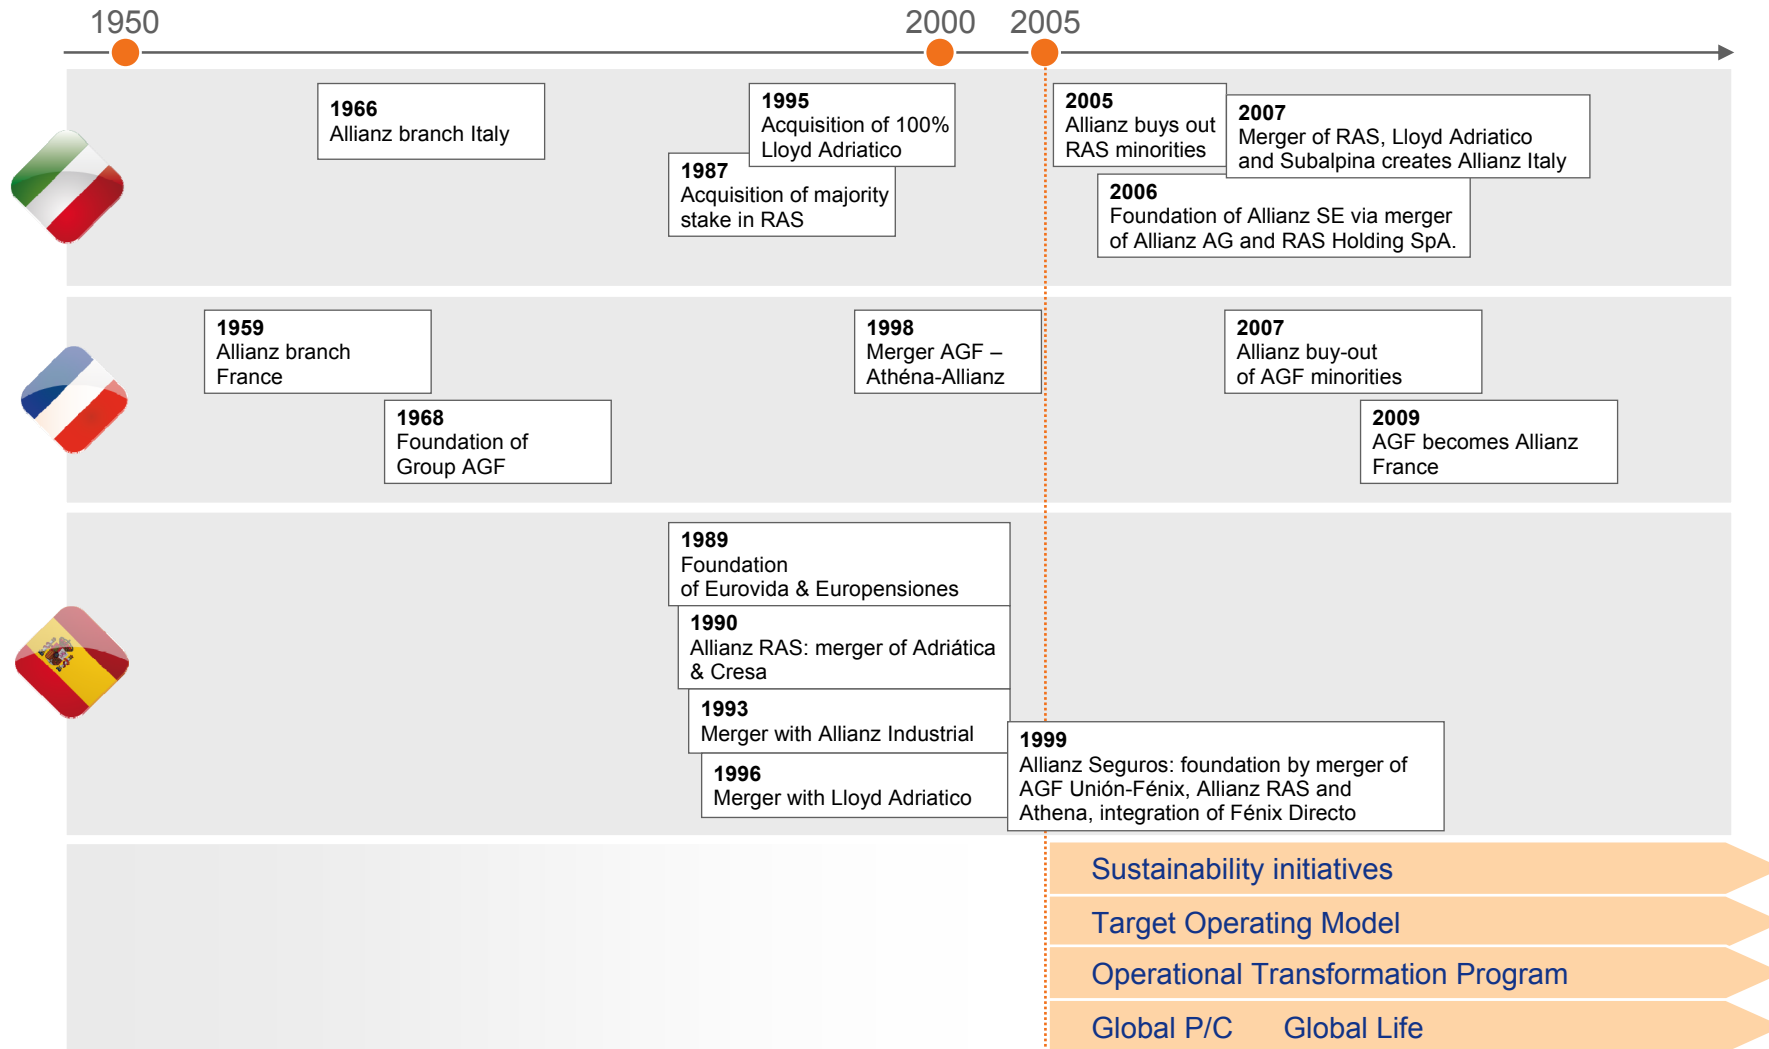 1950
2000
2005
1966
Allianz branch Italy
1995
Acquisition of 100%
Lloyd Adriatico
1987
Acquisition of majority
stake in RAS
2005
Allianz buys out
RAS minorities
2007
Merger of RAS, Lloyd Adriatico
and Subalpina creates Allianz Italy
2006
Foundation of Allianz SE via merger
of Allianz AG and RAS Holding SpA.
1959
Allianz branch
France
1968
Foundation of
Group AGF
1998
Merger AGF –
Athéna-Allianz
2007
Allianz buy-out
of AGF minorities
2009
AGF becomes Allianz
France
1989
Foundation
of Eurovida & Europensiones
1990
Allianz RAS: merger of Adriática
& Cresa
1993
Merger with Allianz Industrial
1996
Merger with Lloyd Adriatico
1999
Allianz Seguros: foundation by merger of
AGF Unión-Fénix, Allianz RAS and
Athena, integration of Fénix Directo
Sustainability initiatives
Target Operating Model
Operational Transformation Program
Global P/C Global Life